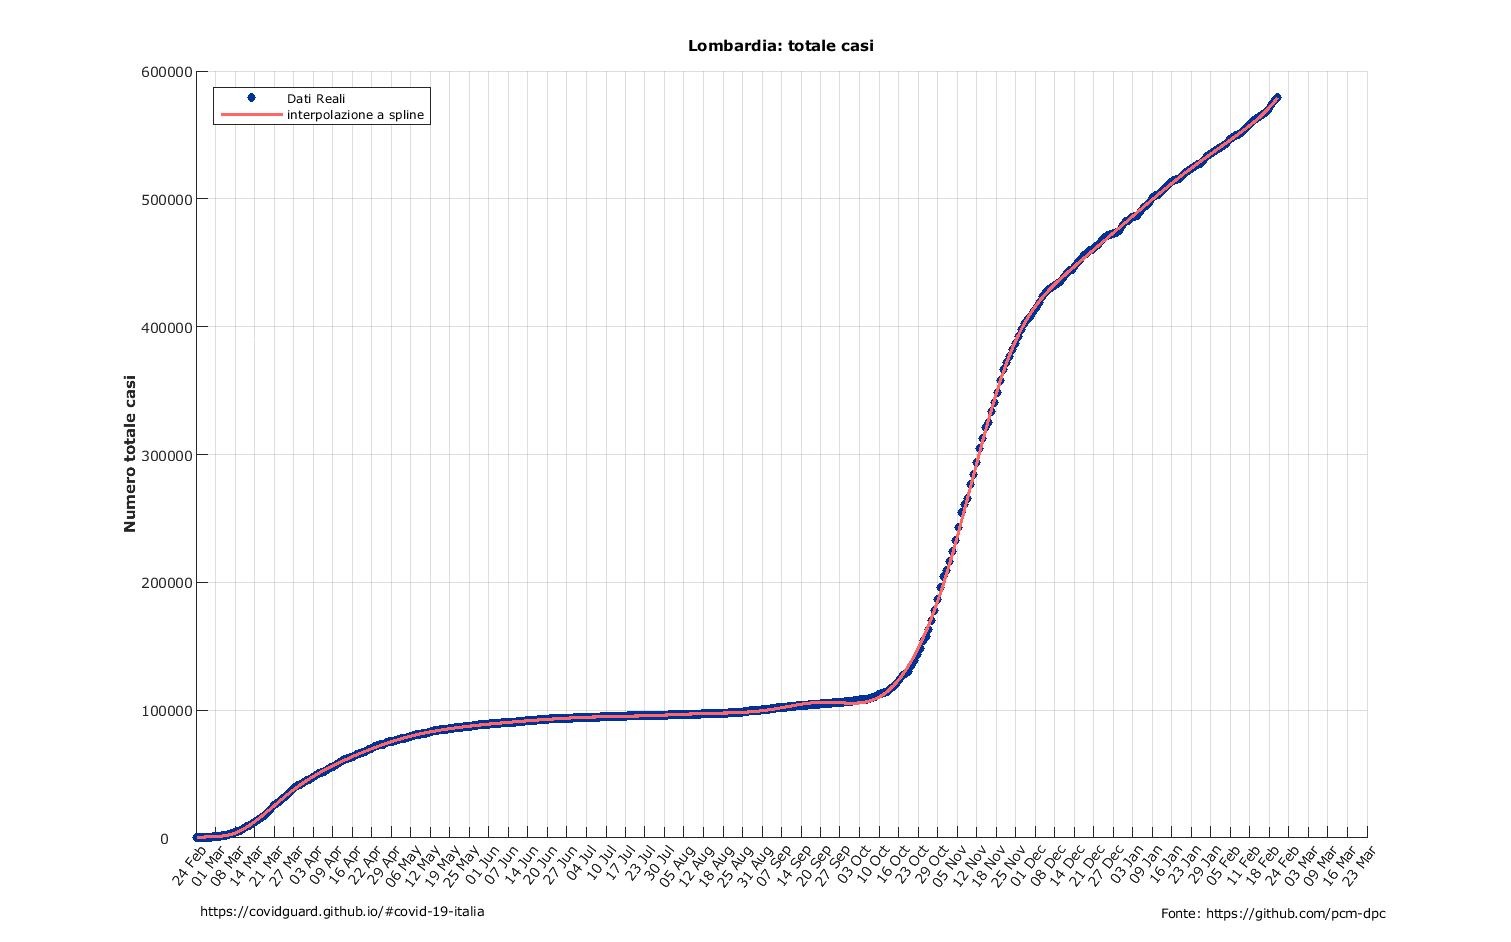 Lombardia: totale casi
600000
500000
400000
300000
200000
100000
0
Numero totale casi
Dati Reali
interpolazione a spline
24 Feb
01 Mar
08 Mar
14 Mar
21 Mar
27 Mar
03 Apr
09 Apr
16 Apr
22 Apr
29 Apr
06 May
12 May
19 May
25 May
01 Jun
07 Jun
14 Jun
20 Jun
27 Jun
04 Jul
10 Jul
17 Jul
23 Jul
30 Jul
05 Aug
12 Aug
18 Aug
25 Aug
31 Aug
07 Sep
14 Sep
20 Sep
27 Sep
03 Oct
10 Oct
16 Oct
23 Oct
29 Oct
05 Nov
12 Nov
18 Nov
25 Nov
01 Dec
08 Dec
14 Dec
21 Dec
27 Dec
03 Jan
09 Jan
16 Jan
23 Jan
29 Jan
05 Feb
11 Feb
18 Feb
24 Feb
03 Mar
09 Mar
16 Mar
23 Mar
https://covidguard.github.io/#covid-19-italia
Fonte: https://github.com/pcm-dpc